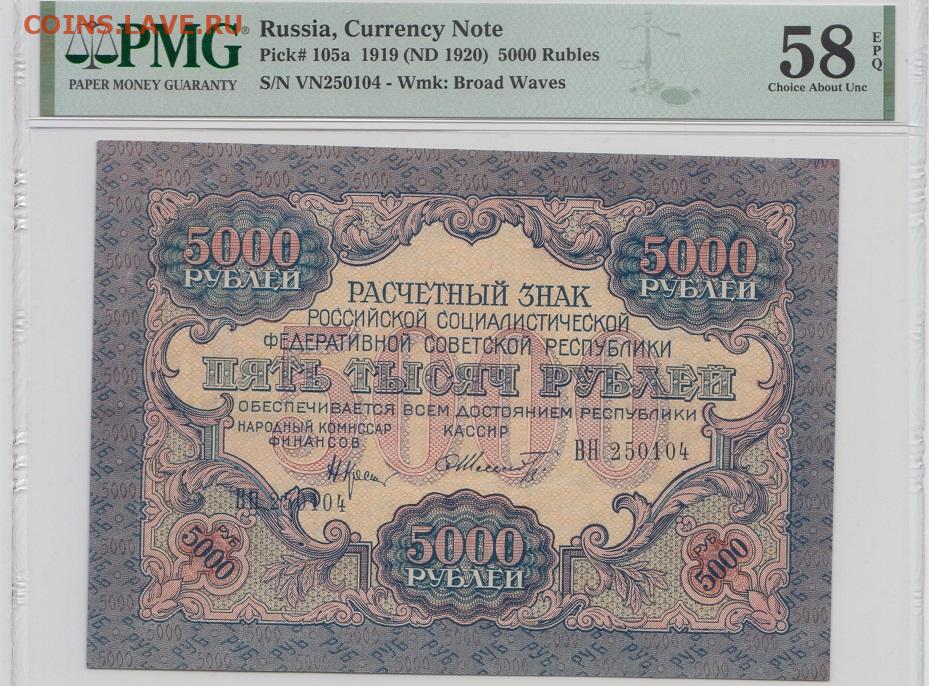 COINS.LAVE.RU
PMG®
PAPER MONEY GUARANTY
Russia, Currency Note
Pick# 105a 1919 (ND 1920) 5000 Rubles
S/N VN250104 - Wmk: Broad Waves
58 EPQ
Choice About Unc
5000 РУБЛЕЙ
5000 РУБЛЕЙ
РАСЧЕТНЫЙ ЗНАК
РОССИЙСКОЙ СОЦИАЛИСТИЧЕСКОЙ
ФЕДЕРАТИВНОЙ СОВЕТСКОЙ РЕСПУБЛИКИ
5000
ПЯТЬ ТЫСЯЧ РУБЛЕЙ
ОБЕСПЕЧИВАЕТСЯ ВСЕМ ДОСТОЯНИЕМ РЕСПУБЛИКИ
НАРОДНЫЙ КОМИССАР ФИНАНСОВ
КАССИР
ВН 250104
ВН 250104
5000 РУБЛЕЙ
РУБ 5000
РУБ 5000